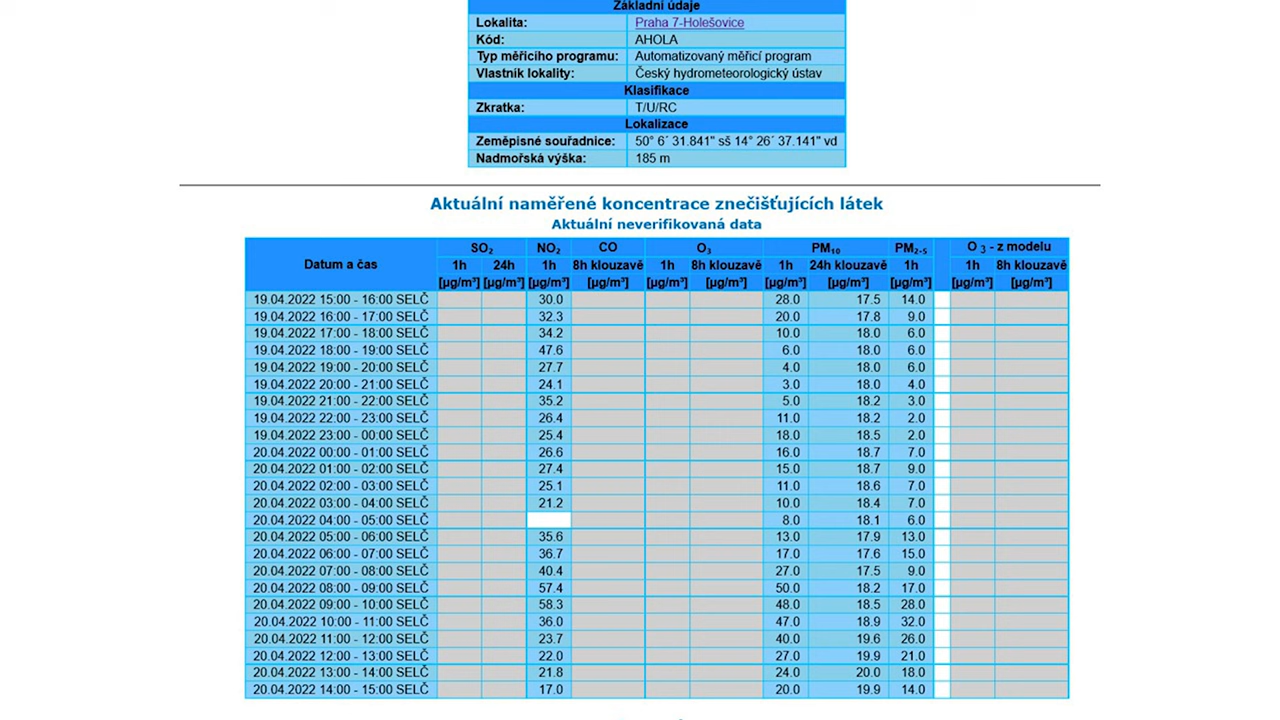 Základní údaje
Lokalita: Praha 7-Holešovice
Kód: AHOLA
Typ měřicího programu: Automatizovaný měřicí program
Vlastník lokality: Český hydrometeorologický ústav
Klasifikace
Zkratka: T/U/RC
Lokalizace
Zeměpisné souřadnice: 50° 6´ 31.841" sš 14° 26´ 37.141" vd
Nadmořská výška: 185 m
Aktuální naměřené koncentrace znečišťujících látek
Aktuální neverifikovaná data
Datum a čas SO₂ NO₂ CO O₃ PM₁₀ PM₂.₅ O ₃ - z modelu
1h 24h 1h 8h klouzavě 1h 8h klouzavě 1h 24h klouzavě 1h 1h 8h klouzavě
[µg/m³] [µg/m³] [µg/m³] [µg/m³] [µg/m³] [µg/m³] [µg/m³] [µg/m³] [µg/m³] [µg/m³] [µg/m³]
19.04.2022 15:00 - 16:00 SELČ 30.0 28.0 17.5 14.0
19.04.2022 16:00 - 17:00 SELČ 32.3 20.0 17.8 9.0
19.04.2022 17:00 - 18:00 SELČ 34.2 10.0 18.0 6.0
19.04.2022 18:00 - 19:00 SELČ 47.6 6.0 18.0 6.0
19.04.2022 19:00 - 20:00 SELČ 27.7 4.0 18.0 6.0
19.04.2022 20:00 - 21:00 SELČ 24.1 3.0 18.0 4.0
19.04.2022 21:00 - 22:00 SELČ 35.2 5.0 18.2 3.0
19.04.2022 22:00 - 23:00 SELČ 26.4 11.0 18.2 2.0
19.04.2022 23:00 - 00:00 SELČ 25.4 18.0 18.5 2.0
20.04.2022 00:00 - 01:00 SELČ 26.6 16.0 18.7 7.0
20.04.2022 01:00 - 02:00 SELČ 27.4 15.0 18.7 9.0
20.04.2022 02:00 - 03:00 SELČ 25.1 11.0 18.6 7.0
20.04.2022 03:00 - 04:00 SELČ 21.2 10.0 18.4 7.0
20.04.2022 04:00 - 05:00 SELČ 8.0 18.1 6.0
20.04.2022 05:00 - 06:00 SELČ 35.6 13.0 17.9 13.0
20.04.2022 06:00 - 07:00 SELČ 36.7 17.0 17.6 15.0
20.04.2022 07:00 - 08:00 SELČ 40.4 27.0 17.5 9.0
20.04.2022 08:00 - 09:00 SELČ 57.4 50.0 18.2 17.0
20.04.2022 09:00 - 10:00 SELČ 58.3 48.0 18.5 28.0
20.04.2022 10:00 - 11:00 SELČ 36.0 47.0 18.9 32.0
20.04.2022 11:00 - 12:00 SELČ 23.7 40.0 19.6 26.0
20.04.2022 12:00 - 13:00 SELČ 22.0 27.0 19.9 21.0
20.04.2022 13:00 - 14:00 SELČ 21.8 24.0 20.0 18.0
20.04.2022 14:00 - 15:00 SELČ 17.0 20.0 19.9 14.0